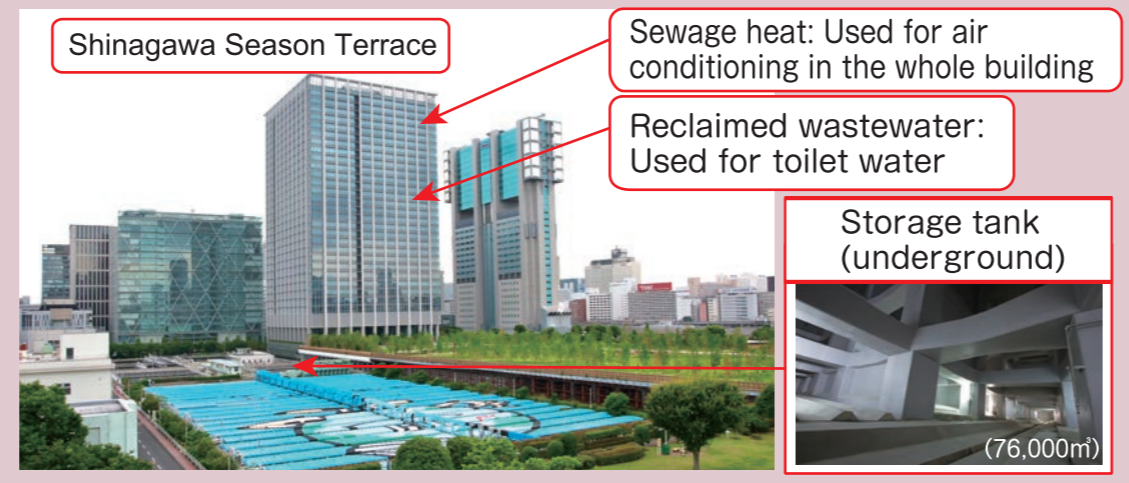 Shinagawa Season Terrace
Sewage heat: Used for air
conditioning in the whole building
Reclaimed wastewater:
Used for toilet water
Storage tank
(underground)
(76,000㎥)